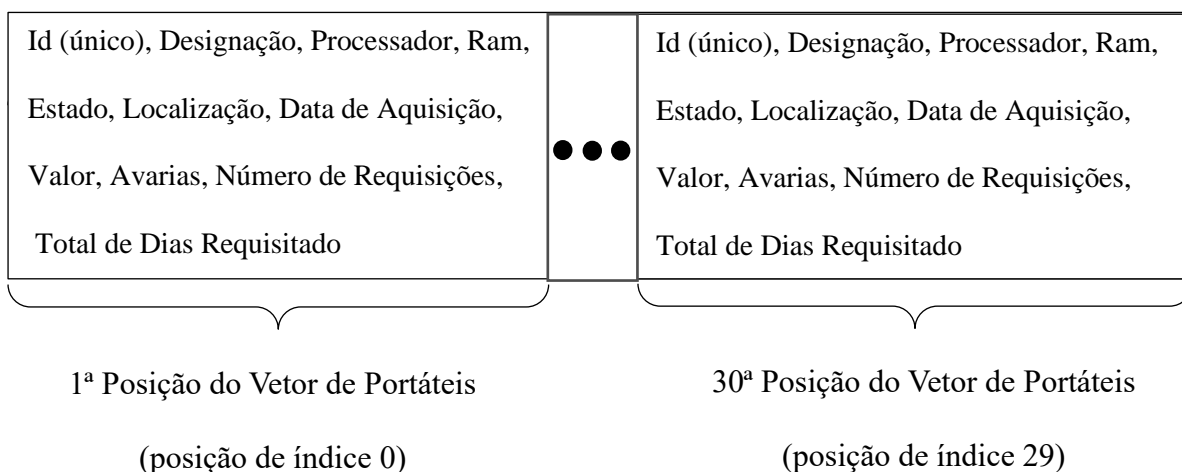 Id (único), Designação, Processador, Ram,
Estado, Localização, Data de Aquisição,
Valor, Avarias, Número de Requisições,
Total de Dias Requisitado
Id (único), Designação, Processador, Ram,
Estado, Localização, Data de Aquisição,
Valor, Avarias, Número de Requisições,
Total de Dias Requisitado
1ª Posição do Vetor de Portáteis
(posição de índice 0)
30ª Posição do Vetor de Portáteis
(posição de índice 29)